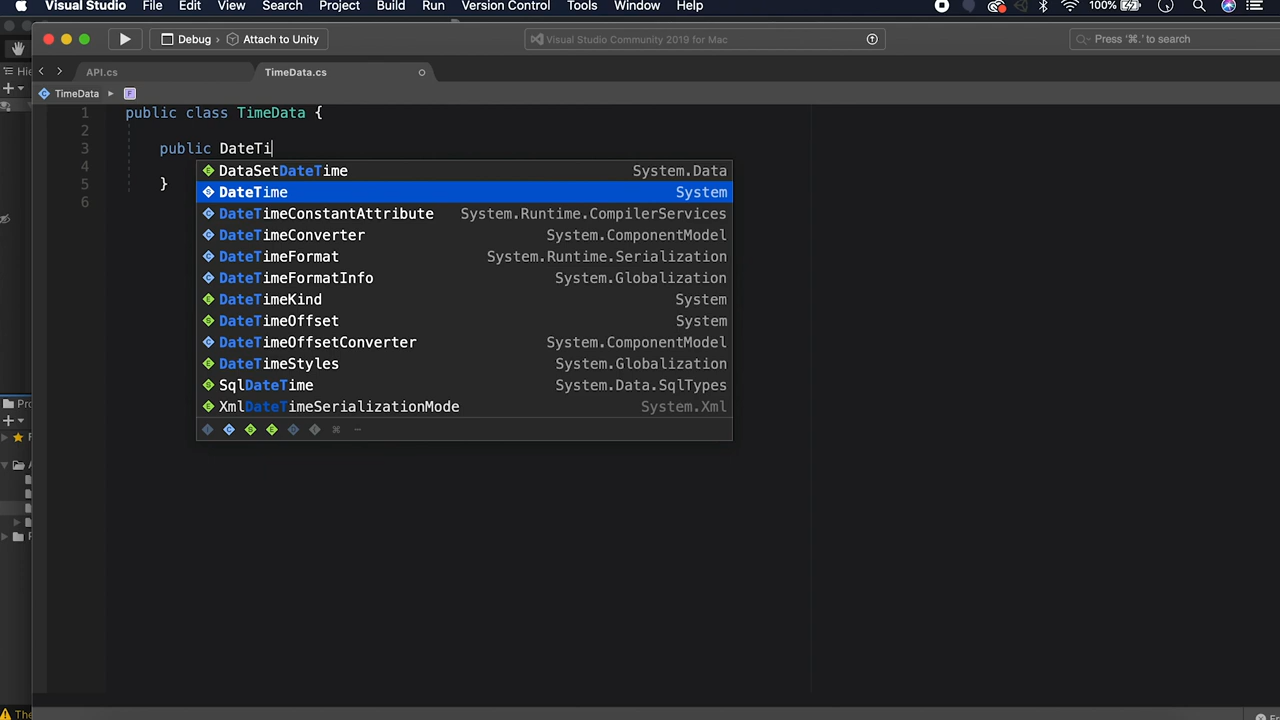 Visual Studio File Edit View Search Project Build Run Version Control Tools Window Help 100%
Debug › Attach to Unity Visual Studio Community 2019 for Mac Press '⌘.' to search
API.cs TimeData.cs
TimeData
1 public class TimeData {
2
3 public DateTi
4
5 }
6
DataSetDateTime System.Data
DateTime System
DateTimeConstantAttribute System.Runtime.CompilerServices
DateTimeConverter System.ComponentModel
DateTimeFormat System.Runtime.Serialization
DateTimeFormatInfo System.Globalization
DateTimeKind System
DateTimeOffset System
DateTimeOffsetConverter System.ComponentModel
DateTimeStyles System.Globalization
SqlDateTime System.Data.SqlTypes
XmlDateTimeSerializationMode System.Xml